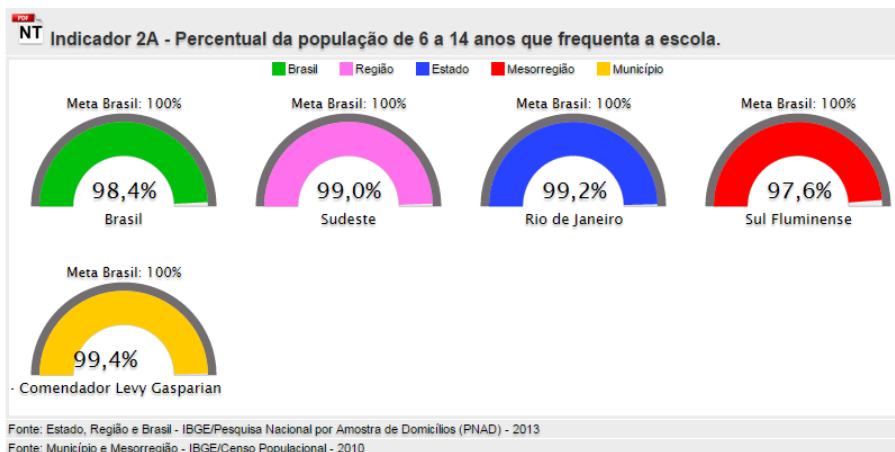 PDF
NT Indicador 2A - Percentual da população de 6 a 14 anos que frequenta a escola.
Brasil Região Estado Mesorregião Município
Meta Brasil: 100% Meta Brasil: 100% Meta Brasil: 100% Meta Brasil: 100%
98,4% 99,0% 99,2% 97,6%
Brasil Sudeste Rio de Janeiro Sul Fluminense
Meta Brasil: 100%
99,4%
- Comendador Levy Gasparian
Fonte: Estado, Região e Brasil - IBGE/Pesquisa Nacional por Amostra de Domicílios (PNAD) - 2013
Fonte: Município e Mesorregião - IBGE/Censo Populacional - 2010